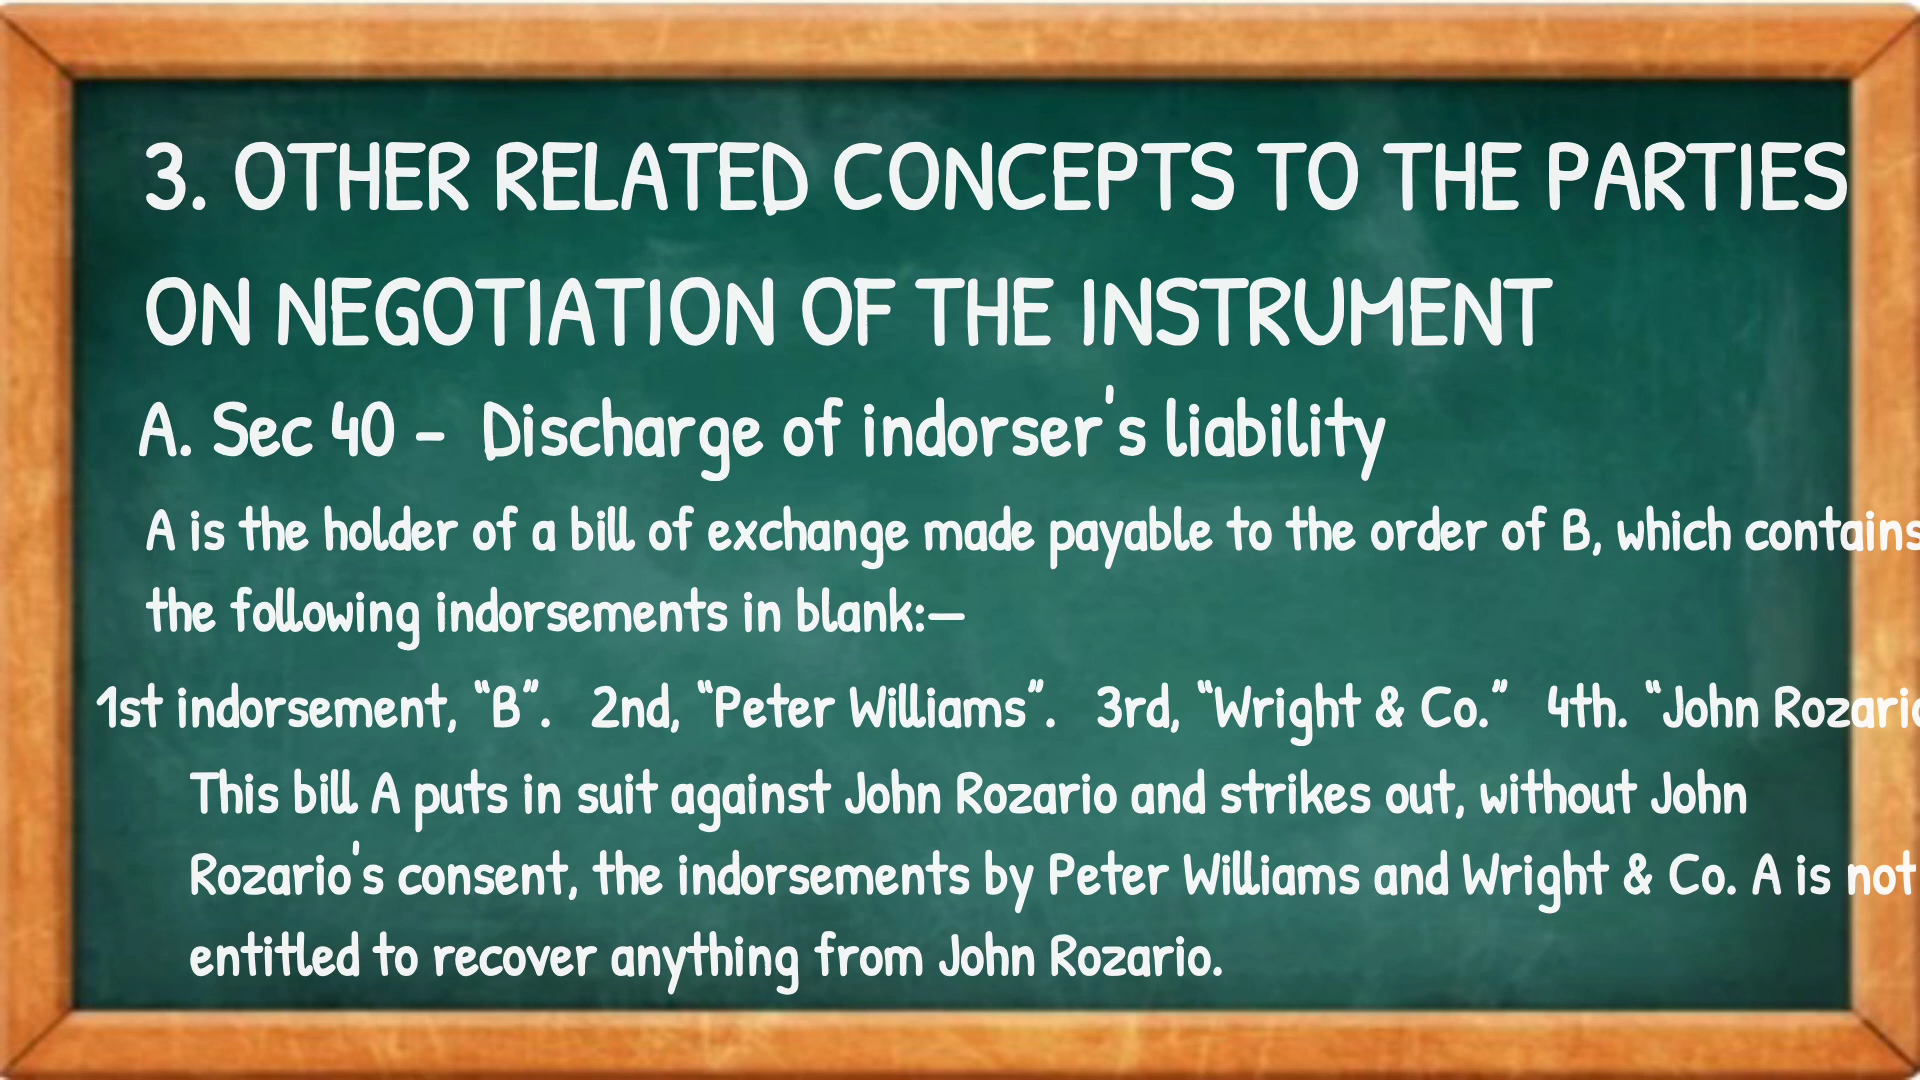 3. OTHER RELATED CONCEPTS TO THE PARTIES
ON NEGOTIATION OF THE INSTRUMENT
A. Sec 40 - Discharge of indorser's liability
A is the holder of a bill of exchange made payable to the order of B, which contains
the following indorsements in blank:—
1st indorsement, “B”. 2nd, “Peter Williams”. 3rd, “Wright & Co.” 4th. “John Rozario
This bill A puts in suit against John Rozario and strikes out, without John
Rozario's consent, the indorsements by Peter Williams and Wright & Co. A is not
entitled to recover anything from John Rozario.